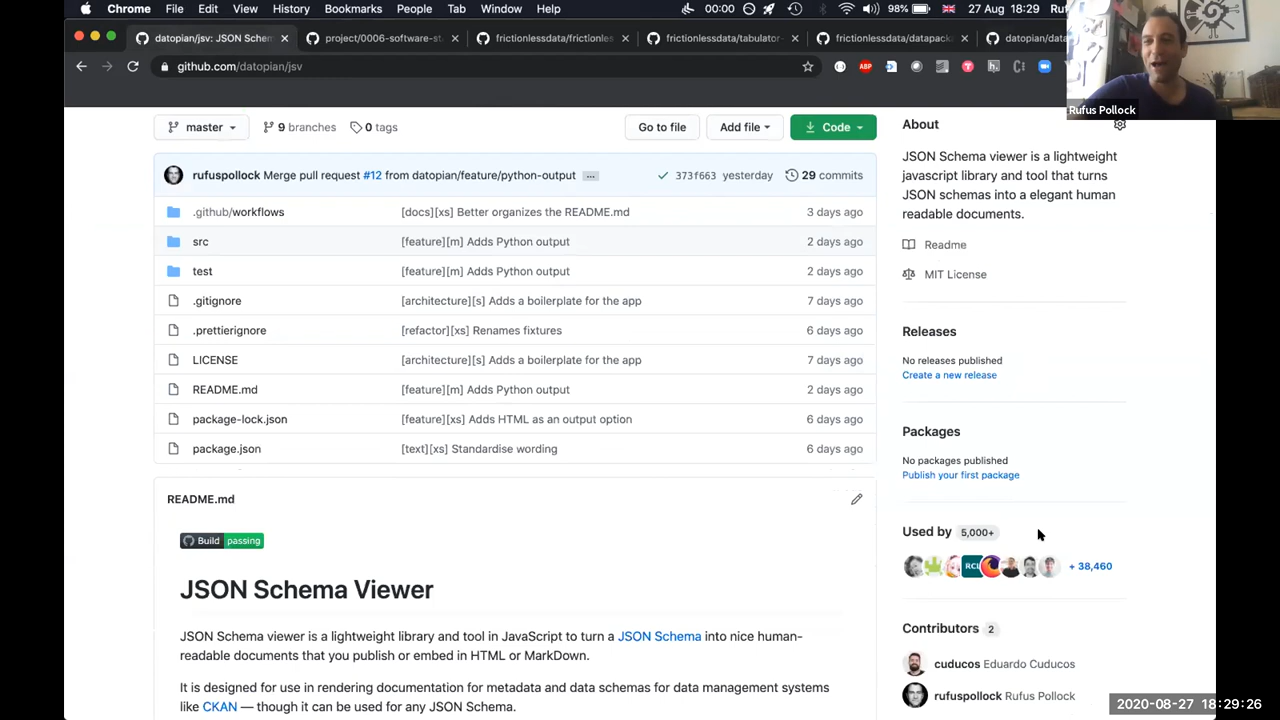 Chrome File Edit View History Bookmarks People Tab Window Help 00:00 98% 27 Aug 18:29
datopian/jsv: JSON Schem project/00 frictionlessdata/frictionles frictionlessdata/tabulator frictionlessdata/datapack
github.com/datopian/jsv ABP
Rufus Pollock
master 9 branches 0 tags Go to file Add file Code
rufuspollock Merge pull request #12 from datopian/feature/python-output ... 373f663 yesterday 29 commits
.github/workflows [docs][xs] Better organizes the README.md 3 days ago
src [feature][m] Adds Python output 2 days ago
test [feature][m] Adds Python output 2 days ago
.gitignore [architecture][s] Adds a boilerplate for the app 7 days ago
.prettierignore [refactor][xs] Renames fixtures 6 days ago
LICENSE [architecture][s] Adds a boilerplate for the app 7 days ago
README.md [feature][m] Adds Python output 2 days ago
package-lock.json [feature][xs] Adds HTML as an output option 6 days ago
package.json [text][xs] Standardise wording 6 days ago
README.md
Build passing
JSON Schema Viewer
JSON Schema viewer is a lightweight library and tool in JavaScript to turn a JSON Schema into nice human-
readable documents that you publish or embed in HTML or MarkDown.
It is designed for use in rendering documentation for metadata and data schemas for data management systems
like CKAN — though it can be used for any JSON Schema.
About
JSON Schema viewer is a lightweight
javascript library and tool that turns
JSON schemas into a elegant human
readable documents.
Readme
MIT License
Releases
No releases published
Create a new release
Packages
No packages published
Publish your first package
Used by 5,000+
RCL
+ 38,460
Contributors 2
cuducos Eduardo Cuducos
rufuspollock Rufus Pollock
2020-08-27 18:29:26